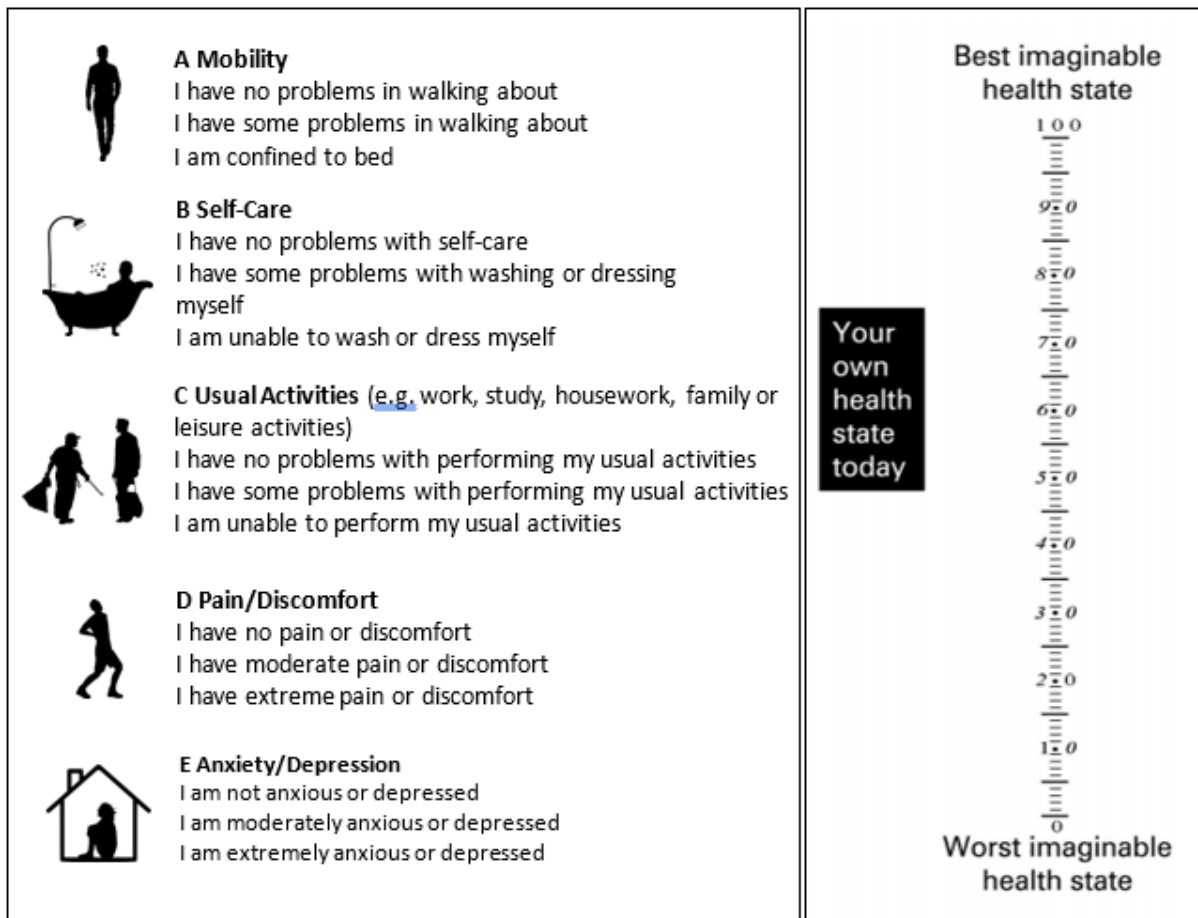 A Mobility
I have no problems in walking about
I have some problems in walking about
I am confined to bed
B Self-Care
I have no problems with self-care
I have some problems with washing or dressing
myself
I am unable to wash or dress myself
C Usual Activities (e.g. work, study, housework, family or
leisure activities)
I have no problems with performing my usual activities
I have some problems with performing my usual activities
I am unable to perform my usual activities
D Pain/Discomfort
I have no pain or discomfort
I have moderate pain or discomfort
I have extreme pain or discomfort
E Anxiety/Depression
I am not anxious or depressed
I am moderately anxious or depressed
I am extremely anxious or depressed
Your
own
health
state
today
Best imaginable
health state
100
90
80
70
60
50
40
30
20
10
0
Worst imaginable
health state